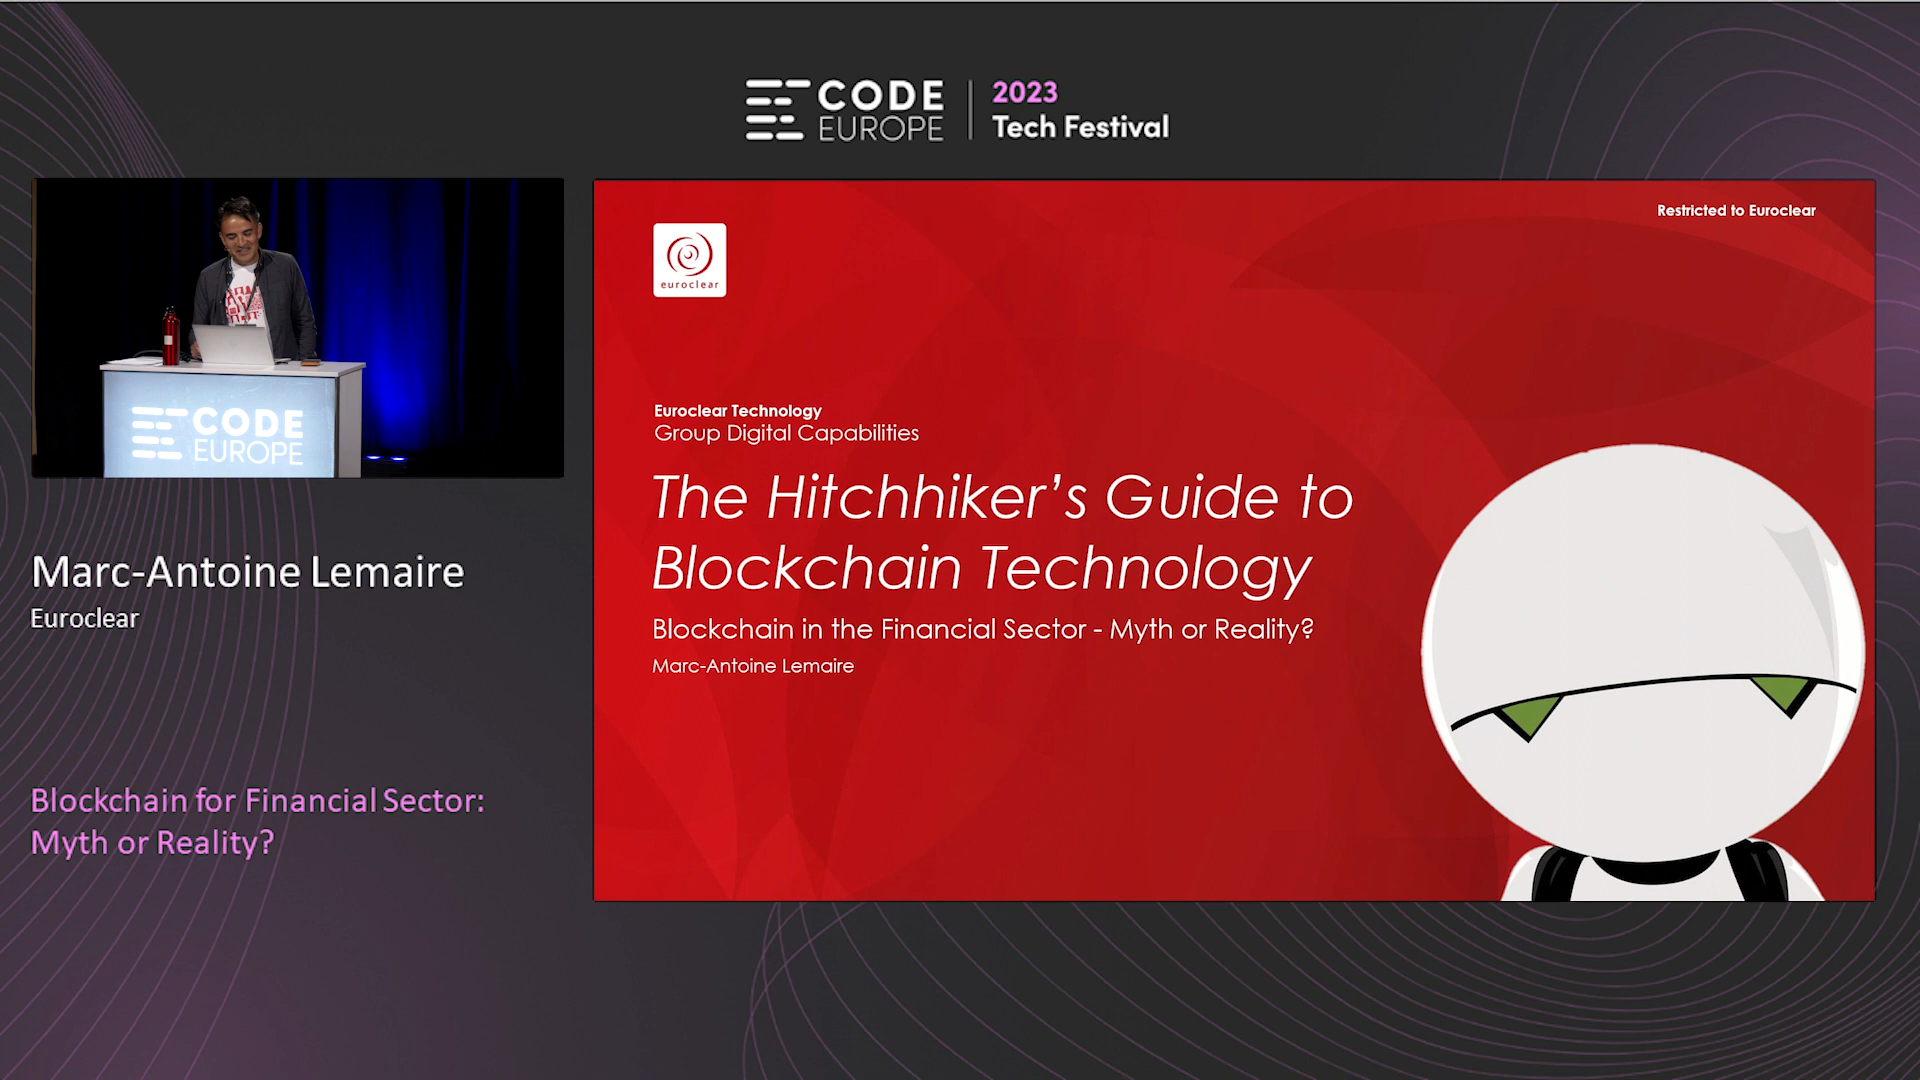 CODE
EUROPE
2023
Tech Festival
CODE
EUROPE
Marc-Antoine Lemaire
Euroclear
Blockchain for Financial Sector:
Myth or Reality?
Restricted to Euroclear
euroclear
Euroclear Technology
Group Digital Capabilities
The Hitchhiker's Guide to
Blockchain Technology
Blockchain in the Financial Sector - Myth or Reality?
Marc-Antoine Lemaire